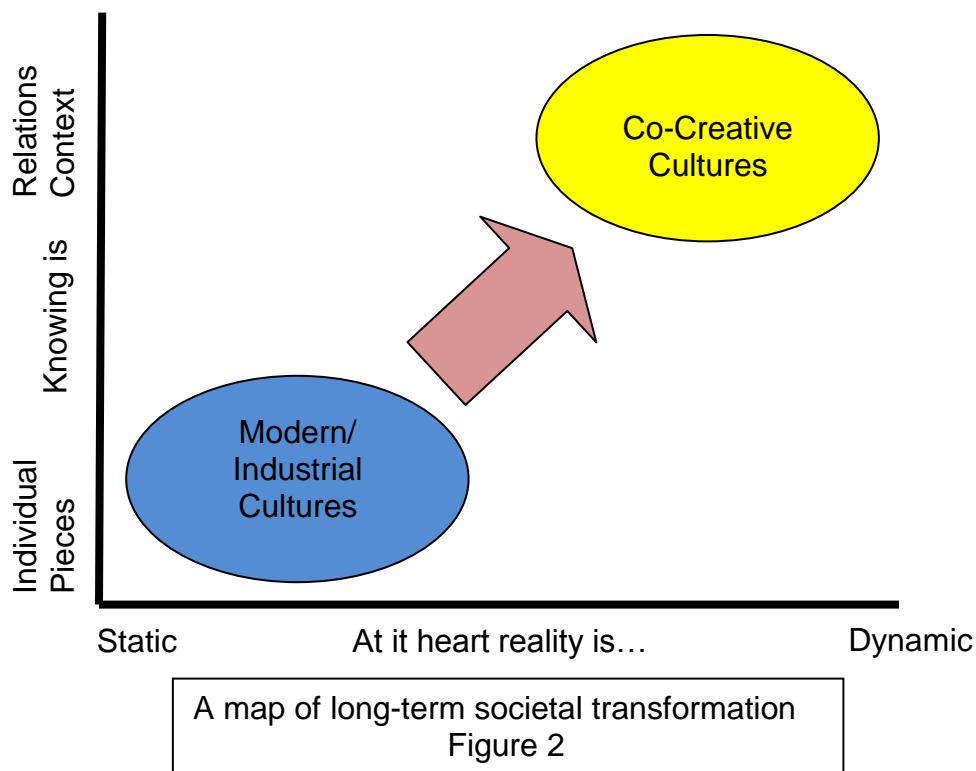 Relations
Context
Knowing is
Individual
Pieces
Co-Creative
Cultures
Modern/
Industrial
Cultures
Static
At it heart reality is…
Dynamic
A map of long-term societal transformation
Figure 2